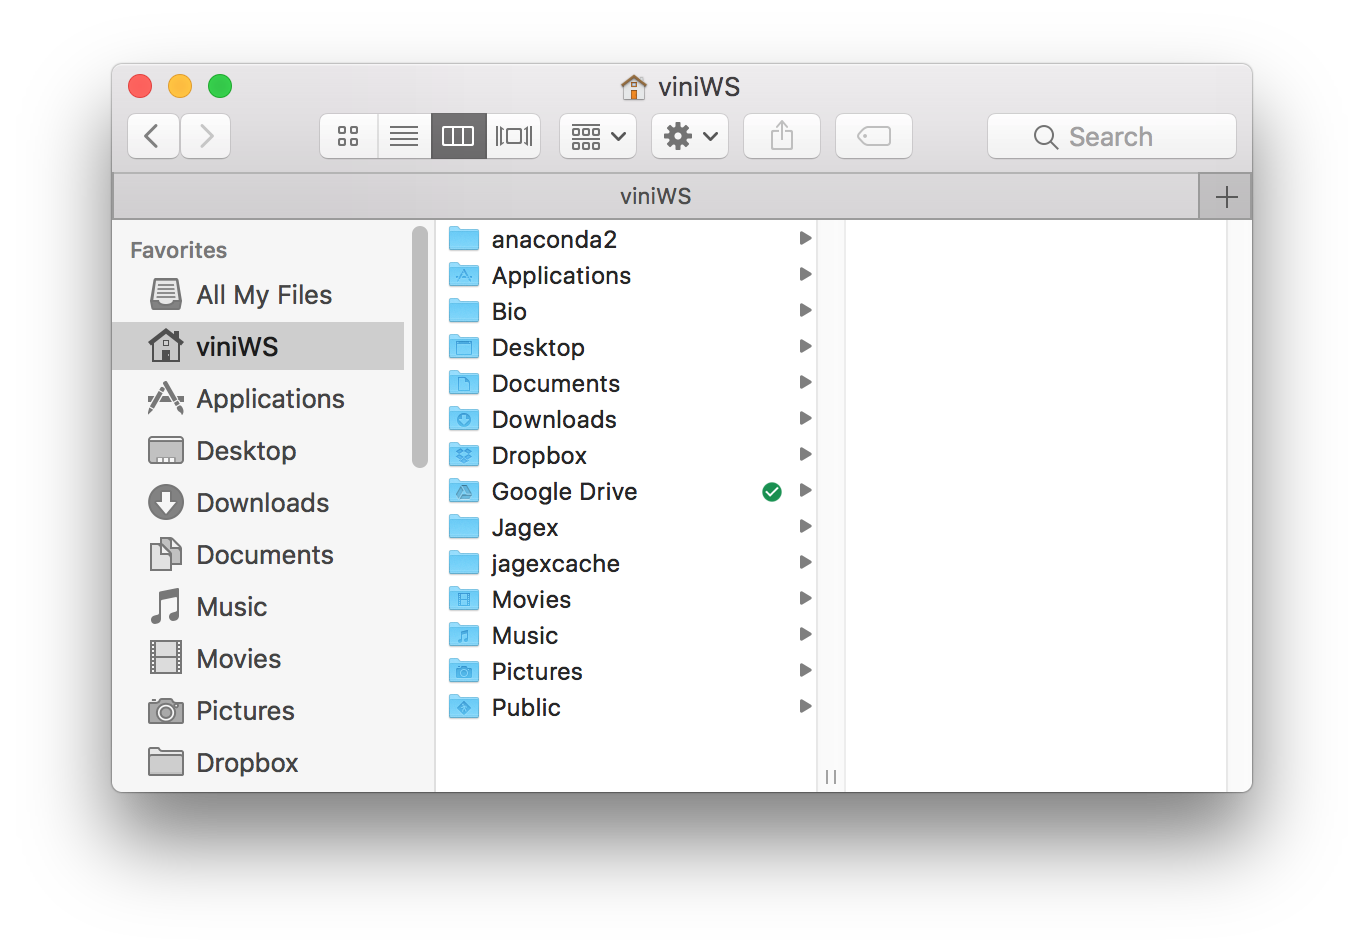 viniWS
Search
viniWS
Favorites
All My Files
viniWS
Applications
Desktop
Downloads
Documents
Music
Movies
Pictures
Dropbox
anaconda2
Applications
Bio
Desktop
Documents
Downloads
Dropbox
Google Drive
Jagex
jagexcache
Movies
Music
Pictures
Public